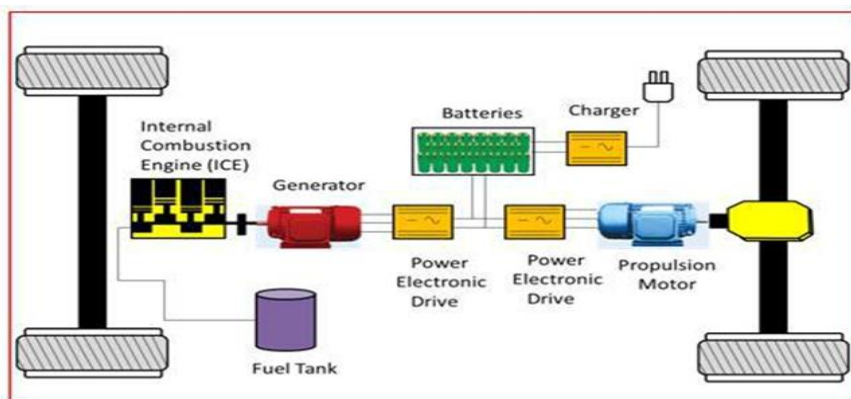 Internal
Combustion
Engine (ICE)
Generator
Batteries
Charger
Power
Electronic
Drive
Power
Electronic
Drive
Propulsion
Motor
Fuel Tank